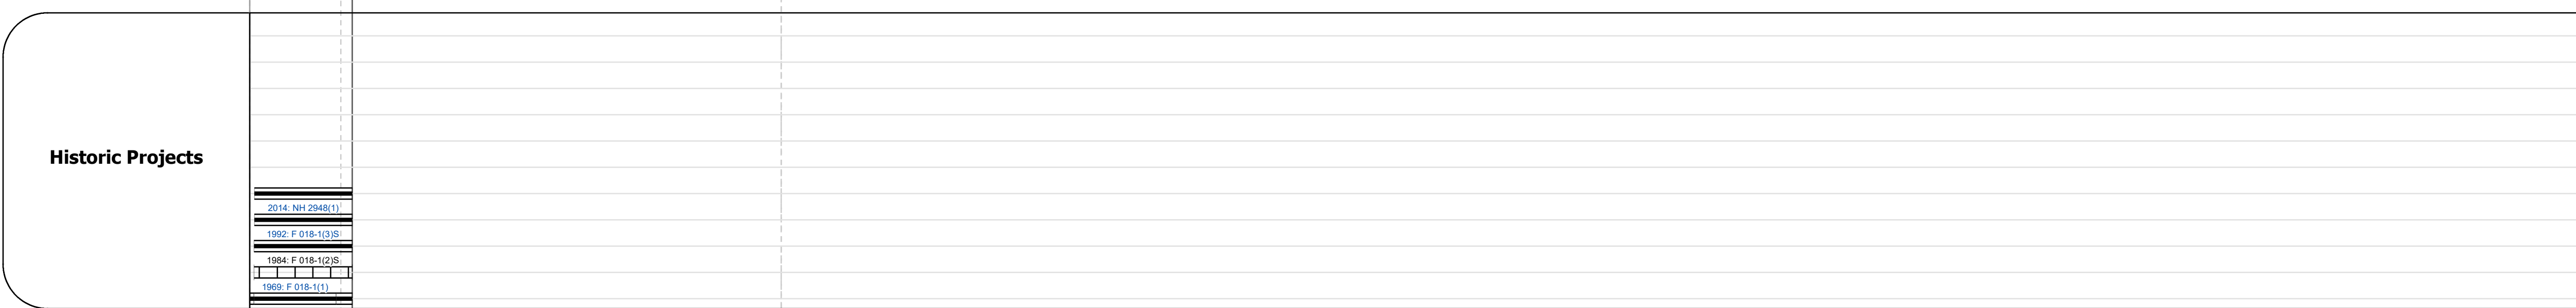 Historic Projects
2014: NH 2948(1)
1992: F 018-1(3)S
1984: F 018-1(2)S
1969: F 018-1(1)